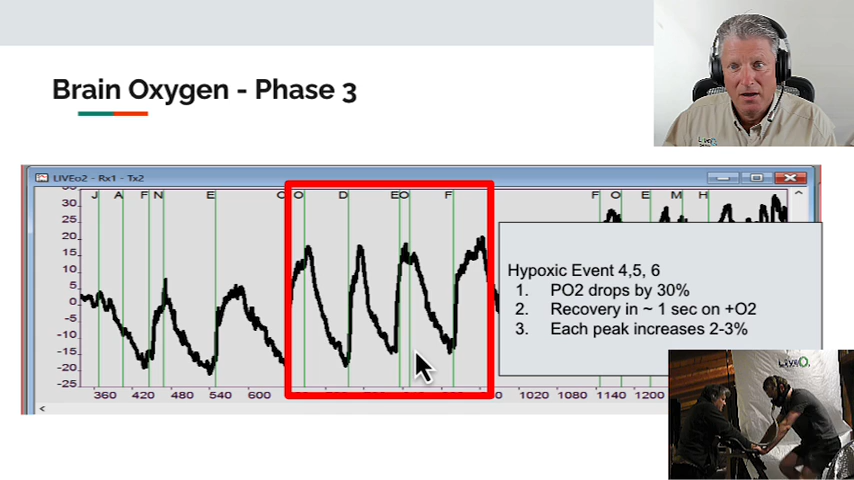 Brain Oxygen - Phase 3
LIVEo2 - Rx1 - Tx2
J A F N E O D E O F F O E M H
30
25
20
15
10
5
0
-5
-10
-15
-20
-25
Hypoxic Event 4,5, 6
1. PO2 drops by 30%
2. Recovery in ~ 1 sec on +O2
3. Each peak increases 2-3%
360 420 480 540 600 1020 1080 1140 1200
LiveO2